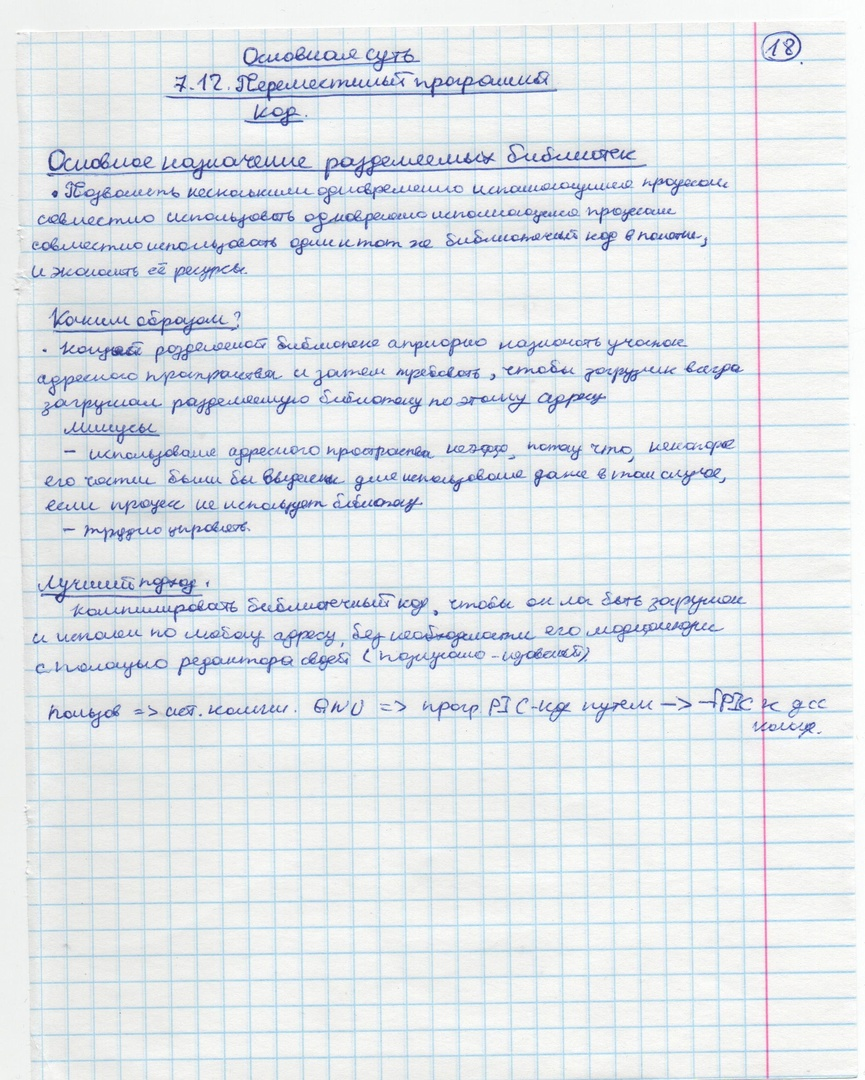 18
Основная суть
7.12. Переместимый программный
код.
Основное назначение разделяемых библиотек
• Позволить нескольким одновременно исполняющимся процессам
совместно использовать одновременно исполняющимся процессам
совместно использовать один и тот же библиотечный код в памяти,
и экономить её ресурсы.
Каким образом?
• каждой разделяемой библиотеке априорно назначать участок
адресного пространства и затем требовать, чтобы загрузчик всегда
загружал разделяемую библиотеку по этому адресу
Минусы
— использование адресного пространства неэфф, потому что, некоторые
его части были бы выделены для использования даже в том случае,
если процесс не использует библиотеку
— трудно управлять.
Лучший подход.
Компилировать библиотечный код, чтобы он мог быть загружен
и исполнен по любому адресу, без необходимости его модификации
с помощью редактора связей (позиционно-независимый)
Пользов => сист. компил. GNU => прогр PIC-код путем —> -fPIC к
компил.